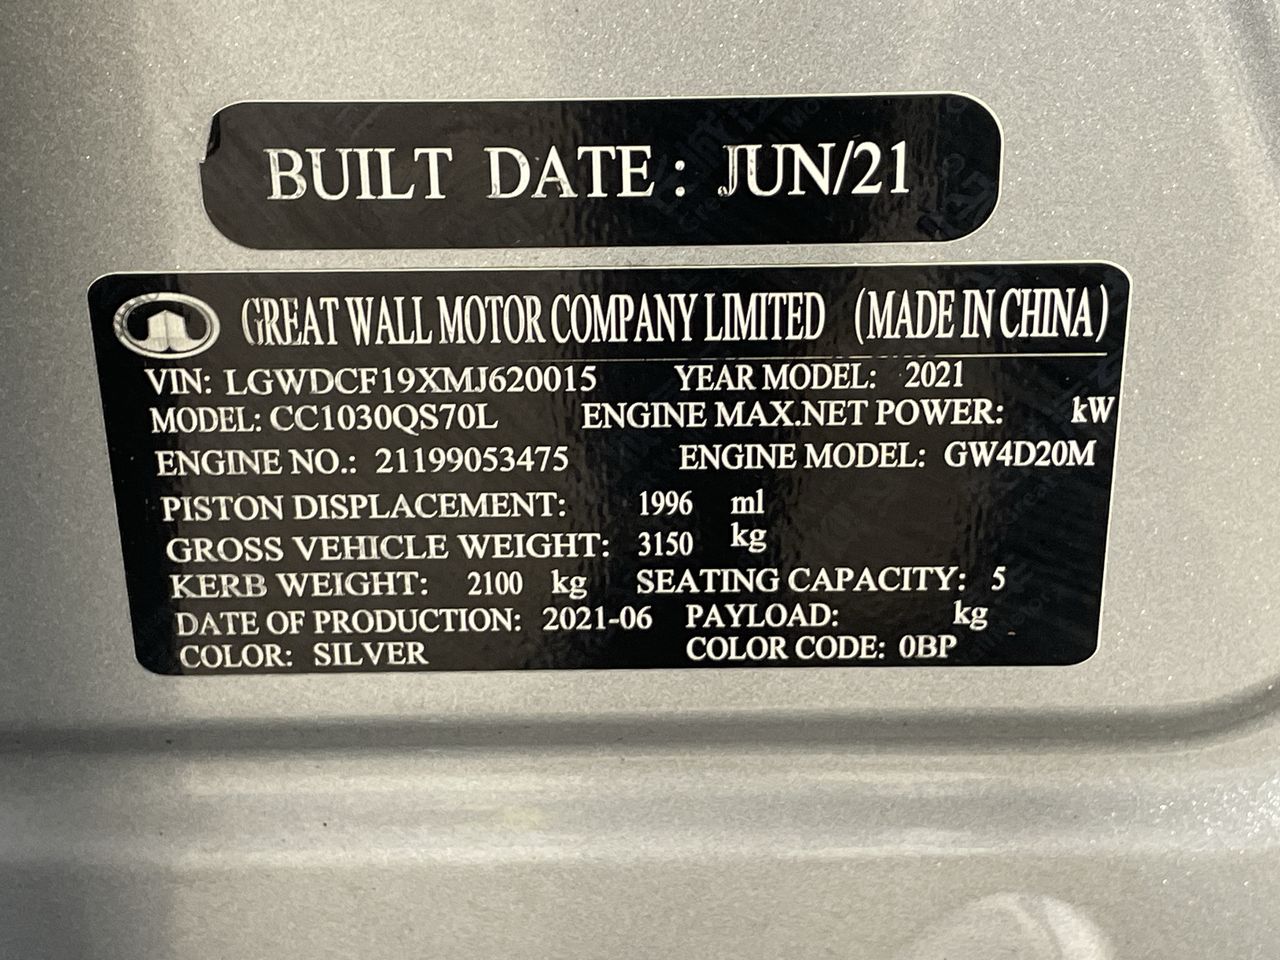 BUILT DATE: JUN/21
GREAT WALL MOTOR COMPANY LIMITED (MADE IN CHINA)
VIN: LGWDCF19XMJ620015 YEAR MODEL: 2021
MODEL: CC1030QS70L ENGINE MAX.NET POWER: kW
ENGINE NO.: 21199053475 ENGINE MODEL: GW4D20M
PISTON DISPLACEMENT: 1996 ml
GROSS VEHICLE WEIGHT: 3150 kg
KERB WEIGHT: 2100 kg SEATING CAPACITY: 5
DATE OF PRODUCTION: 2021-06 PAYLOAD: kg
COLOR: SILVER COLOR CODE: 0BP